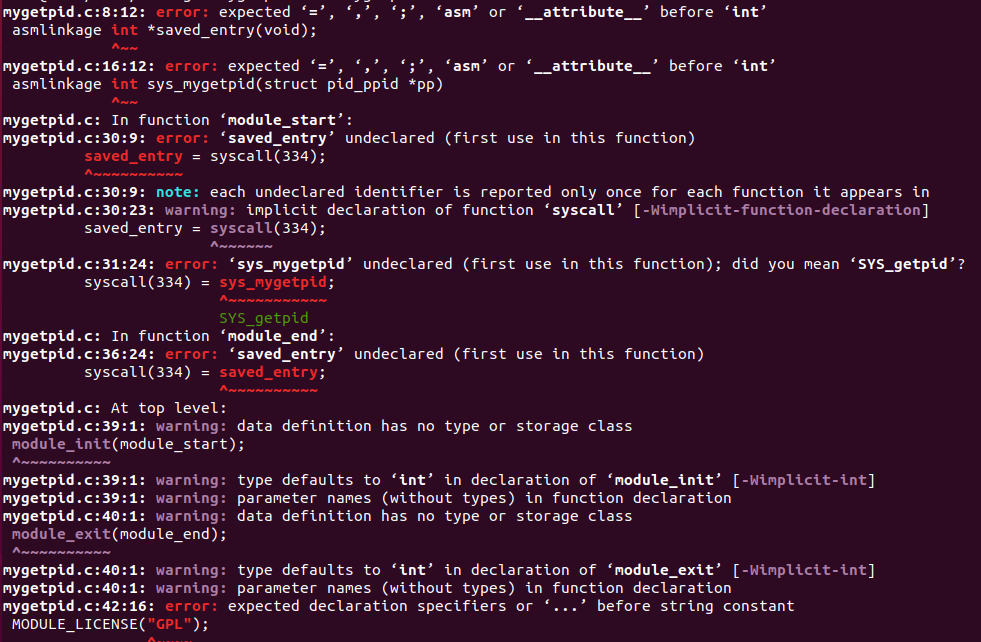 mygetpid.c:8:12: error: expected ‘=’, ‘,’, ‘;’, ‘asm’ or ‘__attribute__’ before ‘int’
 asmlinkage int *saved_entry(void);
            ^~~
mygetpid.c:16:12: error: expected ‘=’, ‘,’, ‘;’, ‘asm’ or ‘__attribute__’ before ‘int’
 asmlinkage int sys_mygetpid(struct pid_ppid *pp)
            ^~~
mygetpid.c: In function ‘module_start’:
mygetpid.c:30:9: error: ‘saved_entry’ undeclared (first use in this function)
         saved_entry = syscall(334);
         ^~~~~~~~~~~
mygetpid.c:30:9: note: each undeclared identifier is reported only once for each function it appears in
mygetpid.c:30:23: warning: implicit declaration of function ‘syscall’ [-Wimplicit-function-declaration]
         saved_entry = syscall(334);
                       ^~~~~~~
mygetpid.c:31:24: error: ‘sys_mygetpid’ undeclared (first use in this function); did you mean ‘SYS_getpid’?
         syscall(334) = sys_mygetpid;
                        ^~~~~~~~~~~~
                        SYS_getpid
mygetpid.c: In function ‘module_end’:
mygetpid.c:36:24: error: ‘saved_entry’ undeclared (first use in this function)
         syscall(334) = saved_entry;
                        ^~~~~~~~~~~
mygetpid.c: At top level:
mygetpid.c:39:1: warning: data definition has no type or storage class
 module_init(module_start);
 ^~~~~~~~~~~
mygetpid.c:39:1: warning: type defaults to ‘int’ in declaration of ‘module_init’ [-Wimplicit-int]
mygetpid.c:39:1: warning: parameter names (without types) in function declaration
mygetpid.c:40:1: warning: data definition has no type or storage class
 module_exit(module_end);
 ^~~~~~~~~~~
mygetpid.c:40:1: warning: type defaults to ‘int’ in declaration of ‘module_exit’ [-Wimplicit-int]
mygetpid.c:40:1: warning: parameter names (without types) in function declaration
mygetpid.c:42:16: error: expected declaration specifiers or ‘...’ before string constant
 MODULE_LICENSE("GPL");
                ^~~~~